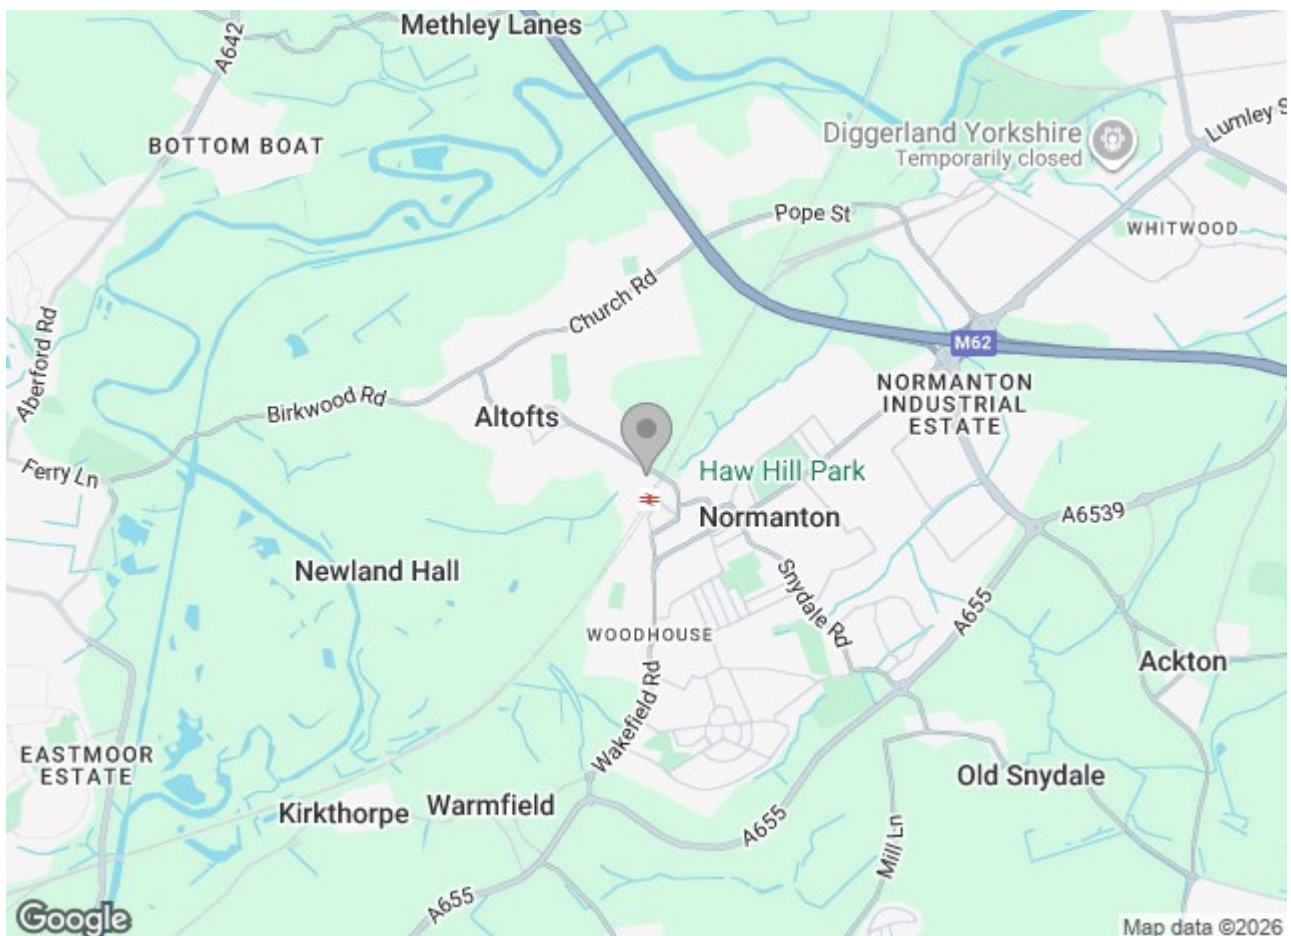 Methley Lanes
A642
BOTTOM BOAT
Diggerland Yorkshire
Temporarily closed
Lumley S
Pope St
WHITWOOD
Church Rd
Aberford Rd
M62
NORMANTON
INDUSTRIAL
ESTATE
Birkwood Rd
Altofts
Ferry Ln
Haw Hill Park
Normanton
A6539
Newland Hall
Snydale Rd
A655
WOODHOUSE
Ackton
Wakefield Rd
EASTMOOR
ESTATE
Old Snydale
Kirkthorpe
Warmfield
A655
Mill Ln
A655
Google
Map data ©2026